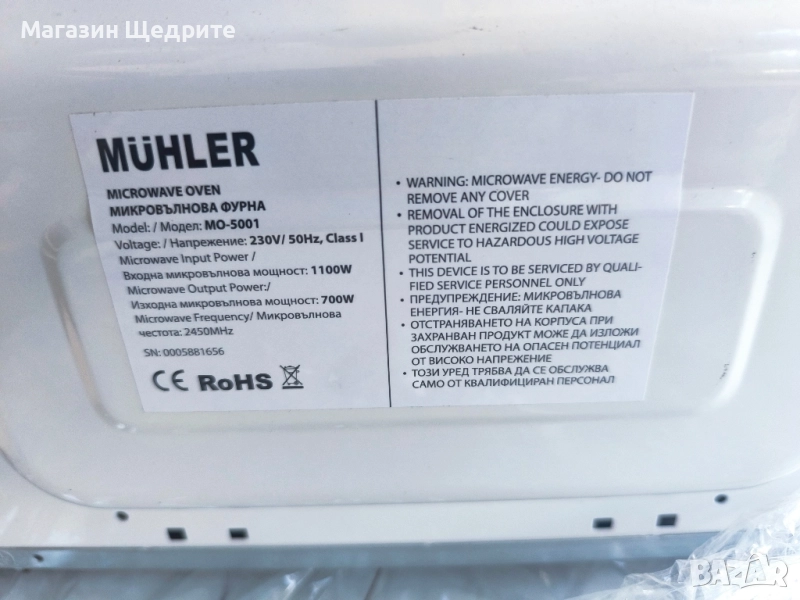 Магазин Щедрите
MÜHLER
MICROWAVE OVEN
МИКРОВЪЛНОВА ФУРНА
Model: / Модел: MO-5001
Voltage: / Напрежение: 230V/ 50Hz, Class I
Microwave Input Power /
Входна микровълнова мощност: 1100W
Microwave Output Power:/
Изходна микровълнова мощност: 700W
Microwave Frequency/ Микровълнова
честота: 2450MHz
SN: 0005881656
CE RoHS
• WARNING: MICROWAVE ENERGY- DO NOT
REMOVE ANY COVER
• REMOVAL OF THE ENCLOSURE WITH
PRODUCT ENERGIZED COULD EXPOSE
SERVICE TO HAZARDOUS HIGH VOLTAGE
POTENTIAL
• THIS DEVICE IS TO BE SERVICED BY QUALI-
FIED SERVICE PERSONNEL ONLY
• ПРЕДУПРЕЖДЕНИЕ: МИКРОВЪЛНОВА
ЕНЕРГИЯ- НЕ СВАЛЯЙТЕ КАПАКА
• ОТСТРАНЯВАНЕТО НА КОРПУСА ПРИ
ЗАХРАНВАН ПРОДУКТ МОЖЕ ДА ИЗЛОЖИ
ОБСЛУЖВАНЕТО НА ОПАСЕН ПОТЕНЦИАЛ
ОТ ВИСОКО НАПРЕЖЕНИЕ
• ТОЗИ УРЕД ТРЯБВА ДА СЕ ОБСЛУЖВА
САМО ОТ КВАЛИФИЦИРАН ПЕРСОНАЛ
BAZAR